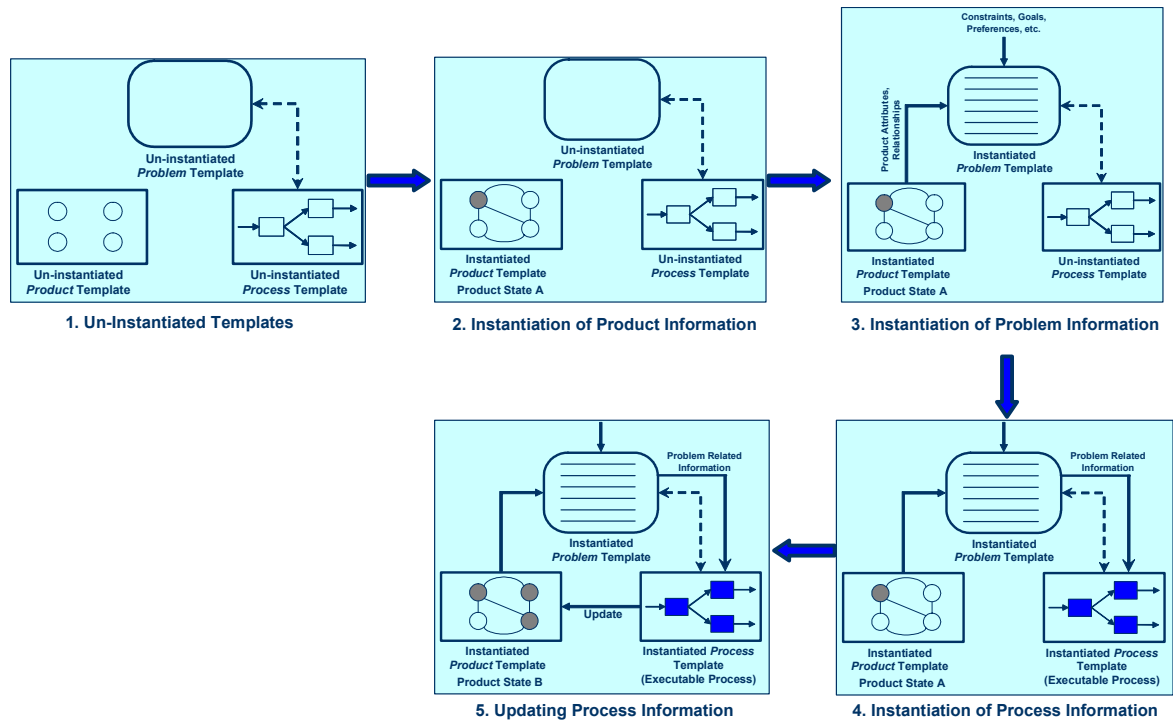 Un-instantiated
Problem Template
Un-instantiated
Product Template
Un-instantiated
Process Template
1. Un-Instantiated Templates
Un-instantiated
Problem Template
Instantiated
Product Template
Product State A
Un-instantiated
Process Template
2. Instantiation of Product Information
Constraints, Goals,
Preferences, etc.
Product Attributes,
Relationships
Instantiated
Problem Template
Instantiated
Product Template
Product State A
Un-instantiated
Process Template
3. Instantiation of Problem Information
Problem Related
Information
Instantiated
Problem Template
Instantiated
Product Template
Product State A
Instantiated Process
Template
(Executable Process)
4. Instantiation of Process Information
Problem Related
Information
Instantiated
Problem Template
Update
Instantiated
Product Template
Product State B
Instantiated Process
Template
(Executable Process)
5. Updating Process Information